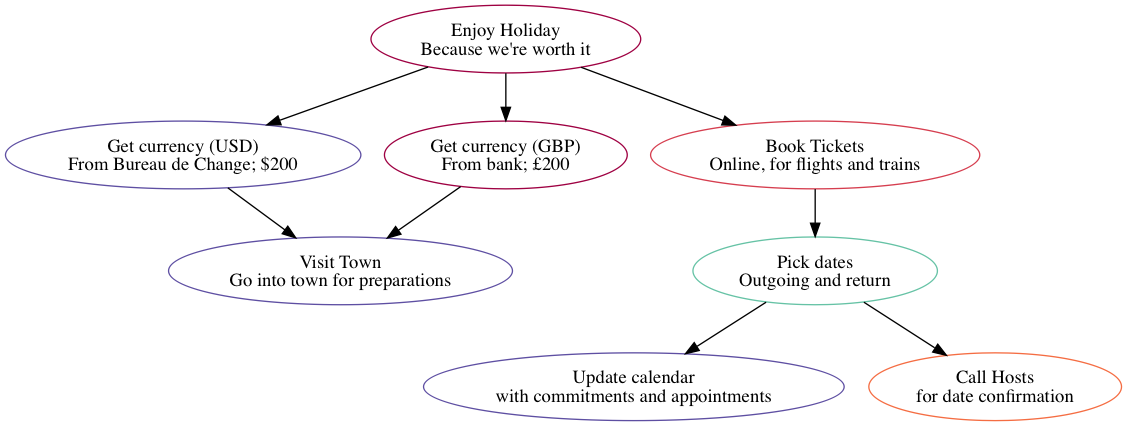 Enjoy Holiday
Because we're worth it
Get currency (USD)
From Bureau de Change; $200
Get currency (GBP)
From bank; £200
Book Tickets
Online, for flights and trains
Visit Town
Go into town for preparations
Pick dates
Outgoing and return
Update calendar
with commitments and appointments
Call Hosts
for date confirmation